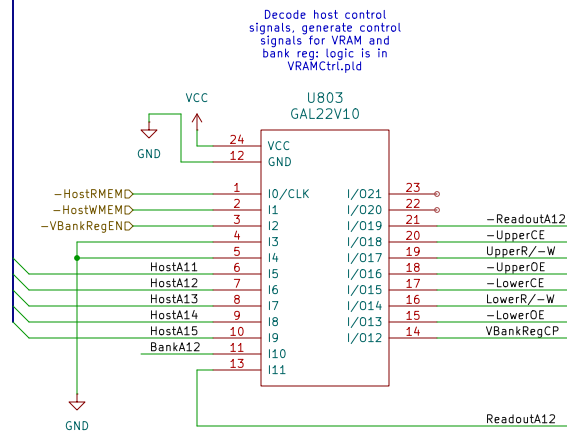 Decode host control
signals, generate control
signals for VRAM and
bank reg: logic is in
VRAMCtrl.pld
VCC
U803
GAL22V10
GND
24 VCC
12 GND
-HostRMEM 1 I0/CLK I/O21 23
-HostWMEM 2 I1 I/O20 22
-VBankRegEN 3 I2 I/O19 21 -ReadoutA12
4 I3 I/O18 20 -UpperCE
5 I4 I/O17 19 UpperR/-W
HostA11 6 I5 I/O16 18 -UpperOE
HostA12 7 I6 I/O15 17 -LowerCE
HostA13 8 I7 I/O14 16 LowerR/-W
HostA14 9 I8 I/O13 15 -LowerOE
HostA15 10 I9 I/O12 14 VBankRegCP
BankA12 11 I10
13 I11
GND
ReadoutA12